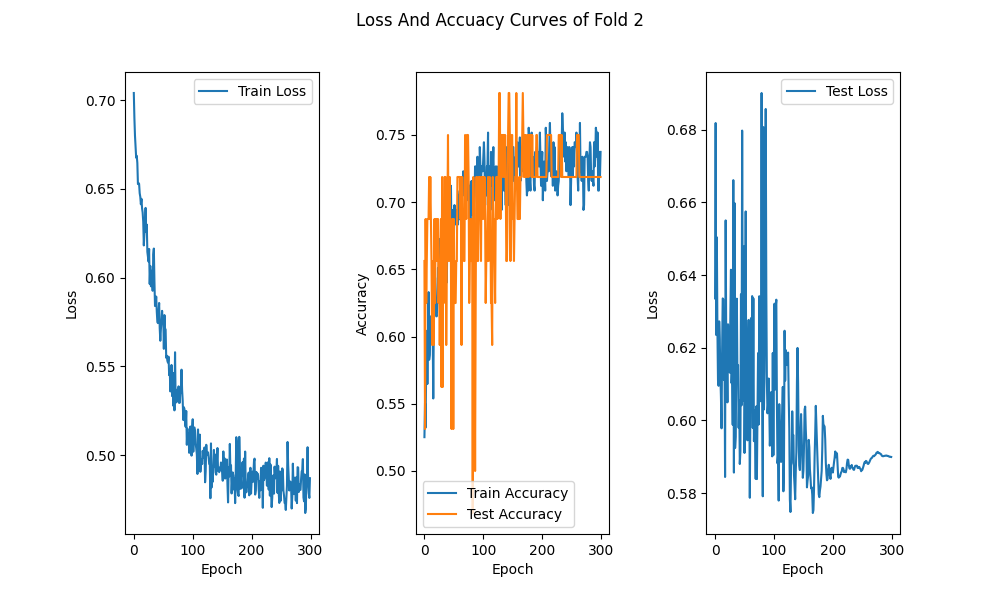 Loss And Accuacy Curves of Fold 2
Train Loss
0.70
0.65
0.60
0.55
0.50
Loss
0 100 200 300
Epoch
0.75
0.70
0.65
0.60
0.55
0.50
Accuracy
Train Accuracy
Test Accuracy
0 100 200 300
Epoch
Test Loss
0.68
0.66
0.64
0.62
0.60
0.58
Loss
0 100 200 300
Epoch